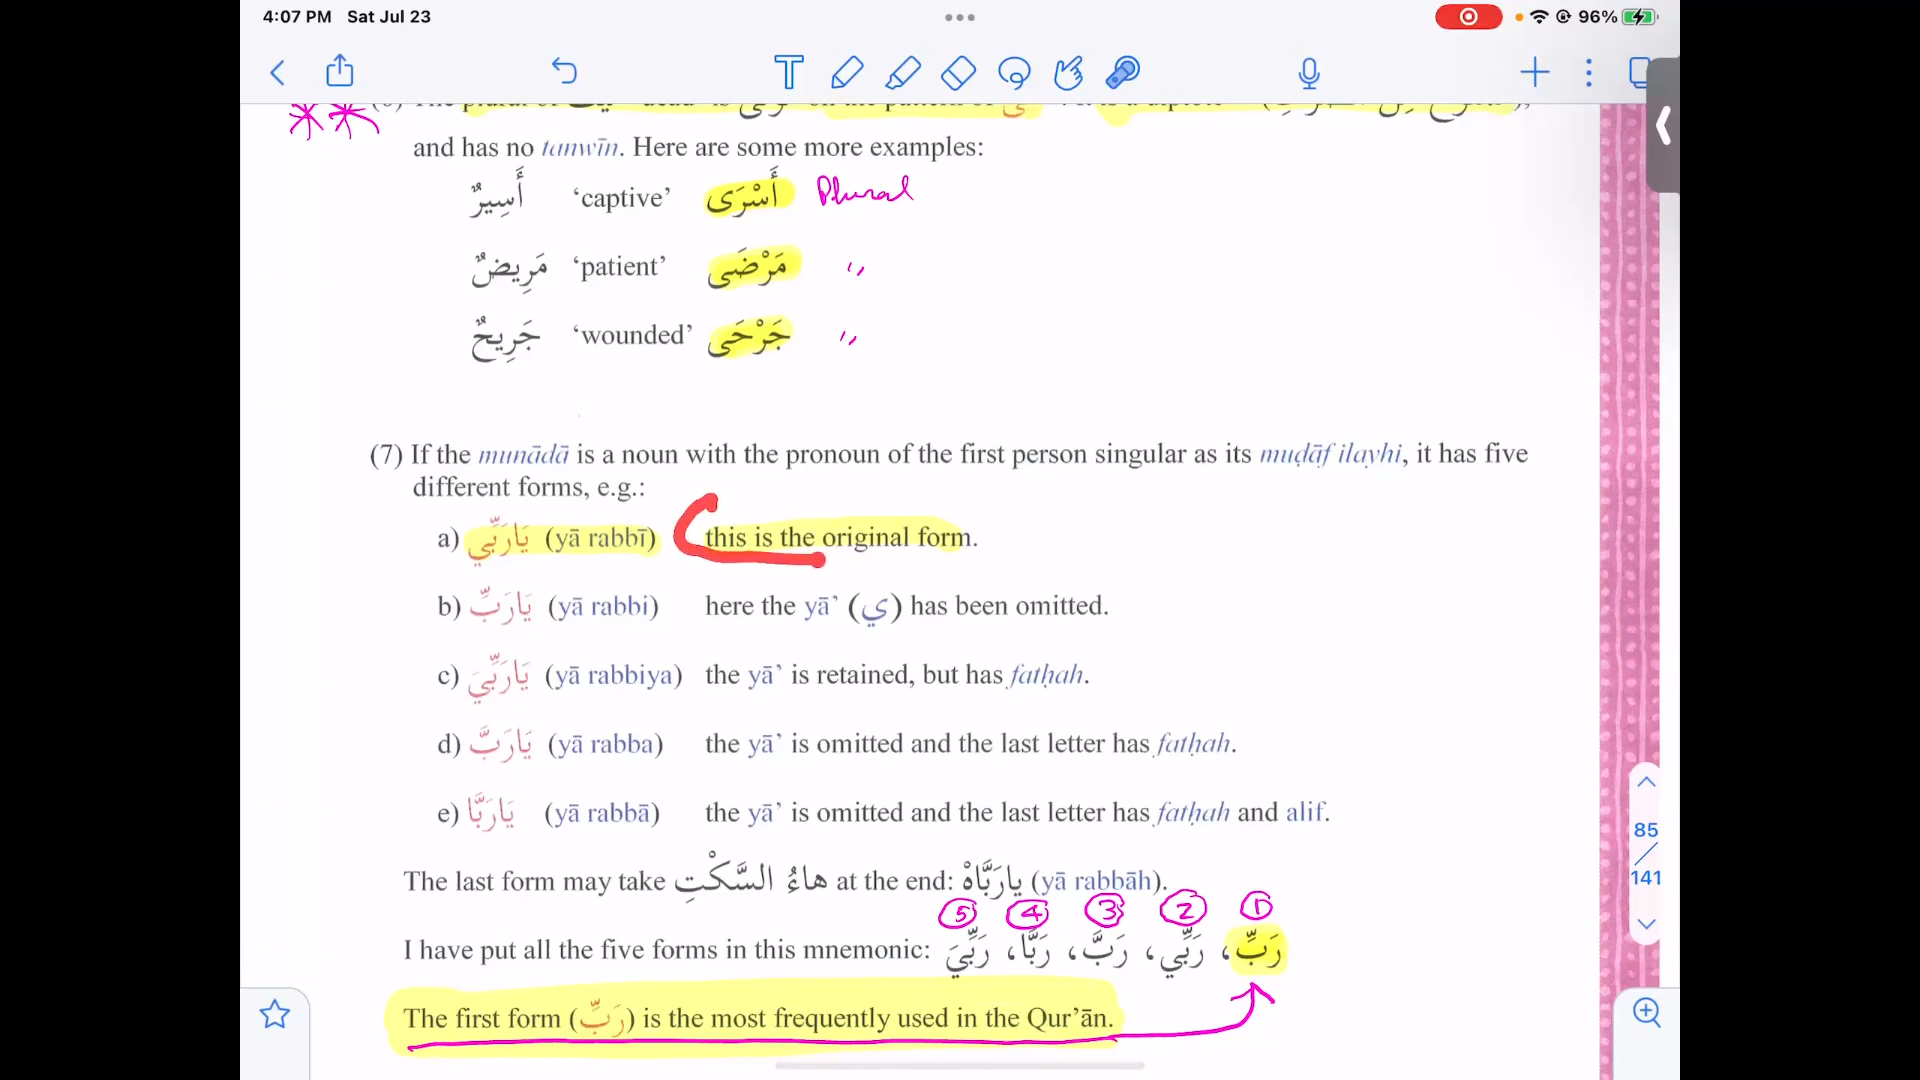 4:07 PM Sat Jul 23
96%
and has no tanwīn. Here are some more examples:
أَسِيرٌ ‘captive’ أَسْرَى Plural
مَرِيضٌ ‘patient’ مَرْضَى ,,
جَرِيحٌ ‘wounded’ جَرْحَى ,,
(7) If the munādā is a noun with the pronoun of the first person singular as its muḍāf ilayhi, it has five
different forms, e.g.:
a) يَارَبِّي (yā rabbī) this is the original form.
b) يَارَبِّ (yā rabbi) here the yā’ (ي) has been omitted.
c) يَارَبِّيَ (yā rabbiya) the yā’ is retained, but has fatḥah.
d) يَارَبَّ (yā rabba) the yā’ is omitted and the last letter has fatḥah.
e) يَارَبَّا (yā rabbā) the yā’ is omitted and the last letter has fatḥah and alif.
The last form may take هاءُ السَّكْتِ at the end: يارَبَّاهْ (yā rabbāh).
5 4 3 2 1
I have put all the five forms in this mnemonic: رَبِّ، رَبِّي، رَبَّ، رَبَّا، رَبِّيَ
The first form (رَبِّ) is the most frequently used in the Qur’ān.
85
141